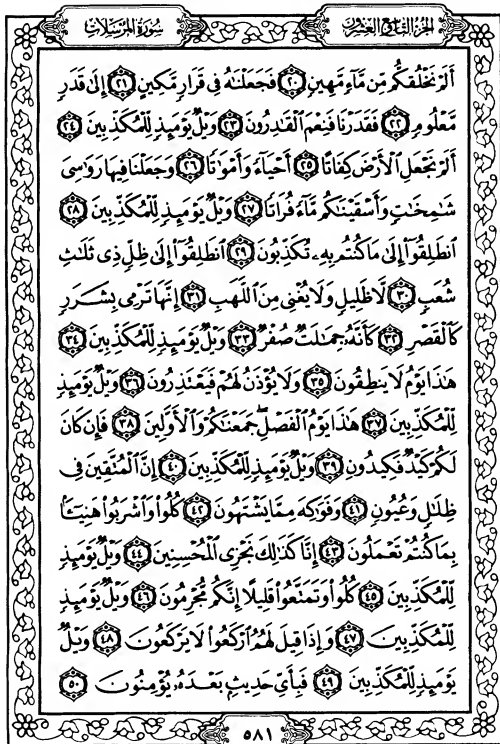 الجزء التاسع والعشرون
سورة المرسلات
أَلَمْ نَخْلُقكُّم مِّن مَّآءٍ مَّهِينٍ ٢٠ فَجَعَلْنَٰهُ فِى قَرَارٍ مَّكِينٍ ٢١ إِلَىٰ قَدَرٍ
مَّعْلُومٍ ٢٢ فَقَدَرْنَا فَنِعْمَ ٱلْقَٰدِرُونَ ٢٣ وَيْلٌ يَوْمَئِذٍ لِّلْمُكَذِّبِينَ ٢٤
أَلَمْ نَجْعَلِ ٱلْأَرْضَ كِفَاتًا ٢٥ أَحْيَآءً وَأَمْوَٰتًا ٢٦ وَجَعَلْنَا فِيهَا رَوَٰسِىَ
شَٰمِخَٰتٍ وَأَسْقَيْنَٰكُم مَّآءً فُرَاتًا ٢٧ وَيْلٌ يَوْمَئِذٍ لِّلْمُكَذِّبِينَ ٢٨
ٱنطَلِقُوٓا۟ إِلَىٰ مَا كُنتُم بِهِۦ تُكَذِّبُونَ ٢٩ ٱنطَلِقُوٓا۟ إِلَىٰ ظِلٍّ ذِى ثَلَٰثِ
شُعَبٍ ٣٠ لَّا ظَلِيلٍ وَلَا يُغْنِى مِنَ ٱللَّهَبِ ٣١ إِنَّهَا تَرْمِى بِشَرَرٍ
كَٱلْقَصْرِ ٣٢ كَأَنَّهُۥ جِمَٰلَتٌ صُفْرٌ ٣٣ وَيْلٌ يَوْمَئِذٍ لِّلْمُكَذِّبِينَ ٣٤
هَٰذَا يَوْمُ لَا يَنطِقُونَ ٣٥ وَلَا يُؤْذَنُ لَهُمْ فَيَعْتَذِرُونَ ٣٦ وَيْلٌ يَوْمَئِذٍ
لِّلْمُكَذِّبِينَ ٣٧ هَٰذَا يَوْمُ ٱلْفَصْلِ ۖ جَمَعْنَٰكُمْ وَٱلْأَوَّلِينَ ٣٨ فَإِن كَانَ
لَكُمْ كَيْدٌ فَكِيدُونِ ٣٩ وَيْلٌ يَوْمَئِذٍ لِّلْمُكَذِّبِينَ ٤٠ إِنَّ ٱلْمُتَّقِينَ فِى
ظِلَٰلٍ وَعُيُونٍ ٤١ وَفَوَٰكِهَ مِمَّا يَشْتَهُونَ ٤٢ كُلُوا۟ وَٱشْرَبُوا۟ هَنِيٓـًٔۢا
بِمَا كُنتُمْ تَعْمَلُونَ ٤٣ إِنَّا كَذَٰلِكَ نَجْزِى ٱلْمُحْسِنِينَ ٤٤ وَيْلٌ يَوْمَئِذٍ
لِّلْمُكَذِّبِينَ ٤٥ كُلُوا۟ وَتَمَتَّعُوا۟ قَلِيلًا إِنَّكُم مُّجْرِمُونَ ٤٦ وَيْلٌ يَوْمَئِذٍ
لِّلْمُكَذِّبِينَ ٤٧ وَإِذَا قِيلَ لَهُمُ ٱرْكَعُوا۟ لَا يَرْكَعُونَ ٤٨ وَيْلٌ
يَوْمَئِذٍ لِّلْمُكَذِّبِينَ ٤٩ فَبِأَىِّ حَدِيثٍۭ بَعْدَهُۥ يُؤْمِنُونَ ٥٠
٥٨١